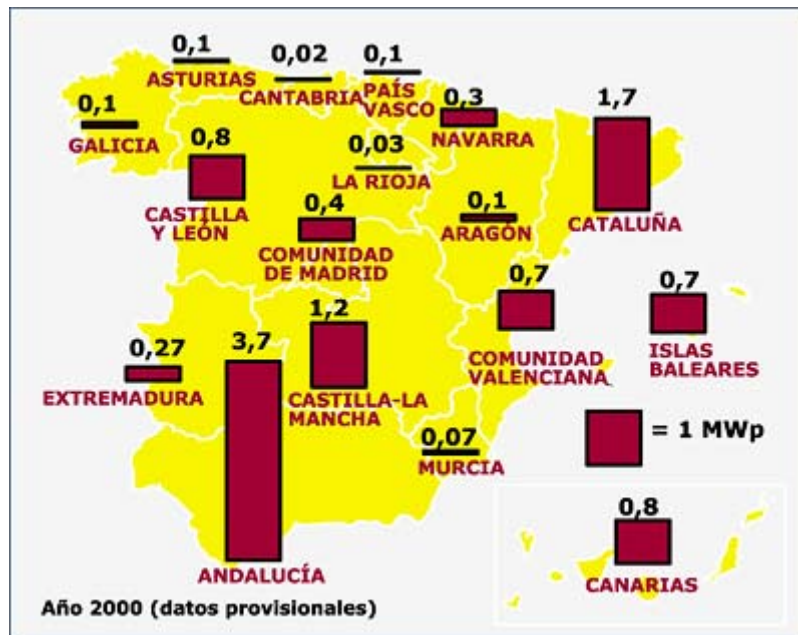 0,1
ASTURIAS
0,02
CANTABRIA
0,1
PAÍS
VASCO
0,1
GALICIA
0,8
CASTILLA
Y LEÓN
0,03
LA RIOJA
0,3
NAVARRA
1,7
CATALUÑA
0,4
COMUNIDAD
DE MADRID
0,1
ARAGÓN
0,7
COMUNIDAD
VALENCIANA
0,7
ISLAS
BALEARES
0,27
EXTREMADURA
3,7
ANDALUCÍA
1,2
CASTILLA-LA
MANCHA
0,07
MURCIA
= 1 MWp
0,8
CANARIAS
Año 2000 (datos provisionales)